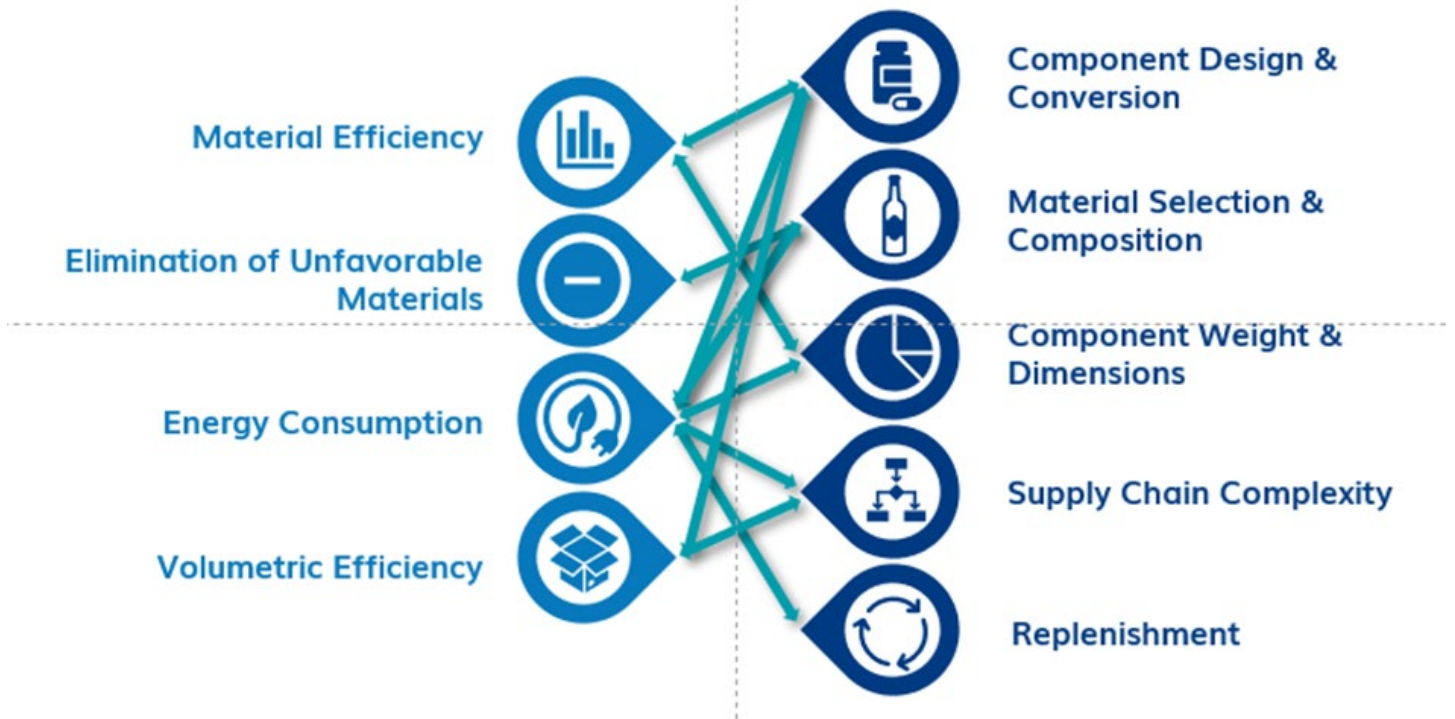 Material Efficiency
Elimination of Unfavorable
Materials
Energy Consumption
Volumetric Efficiency
Component Design &
Conversion
Material Selection &
Composition
Component Weight &
Dimensions
Supply Chain Complexity
Replenishment